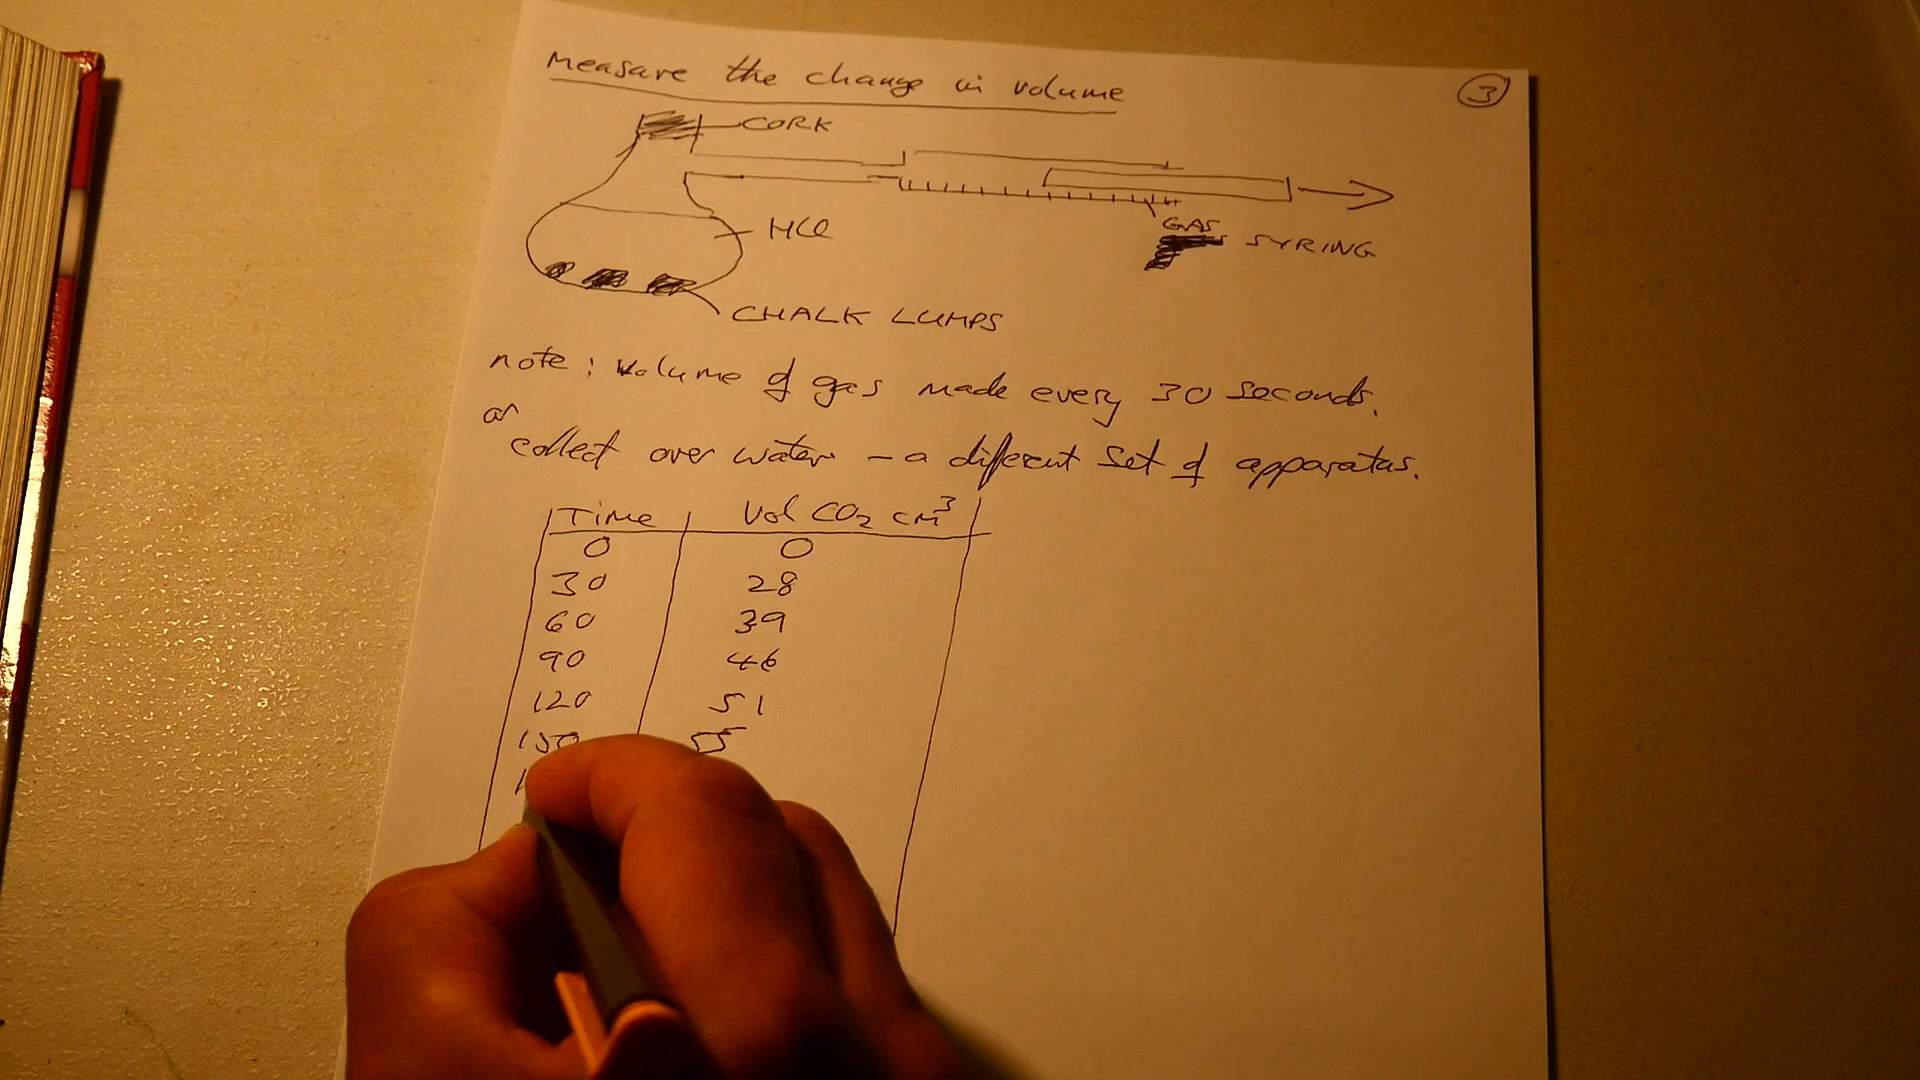 measure the change in volume
3
CORK
HCl
GAS
SYRING
CHALK LUMPS
note: volume of gas made every 30 seconds.
or
collect over water - a different set of apparatus.
Time Vol CO2 cm3
0 0
30 28
60 39
90 46
120 51
150 55